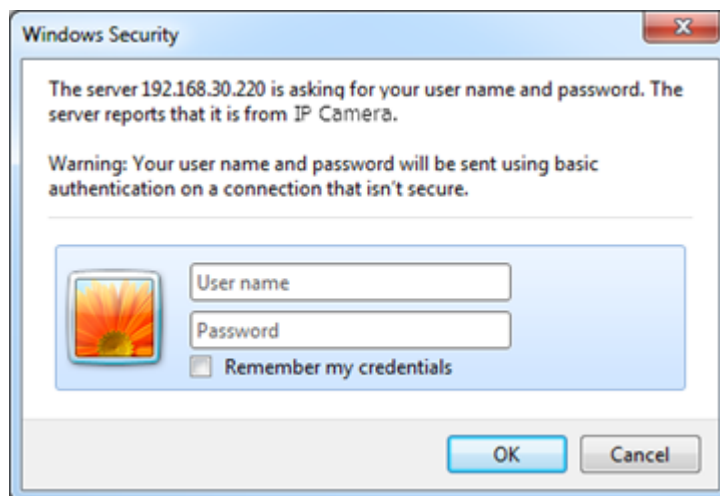 Windows Security
The server 192.168.30.220 is asking for your user name and password. The
server reports that it is from IP Camera.
Warning: Your user name and password will be sent using basic
authentication on a connection that isn't secure.
User name
Password
Remember my credentials
OK
Cancel